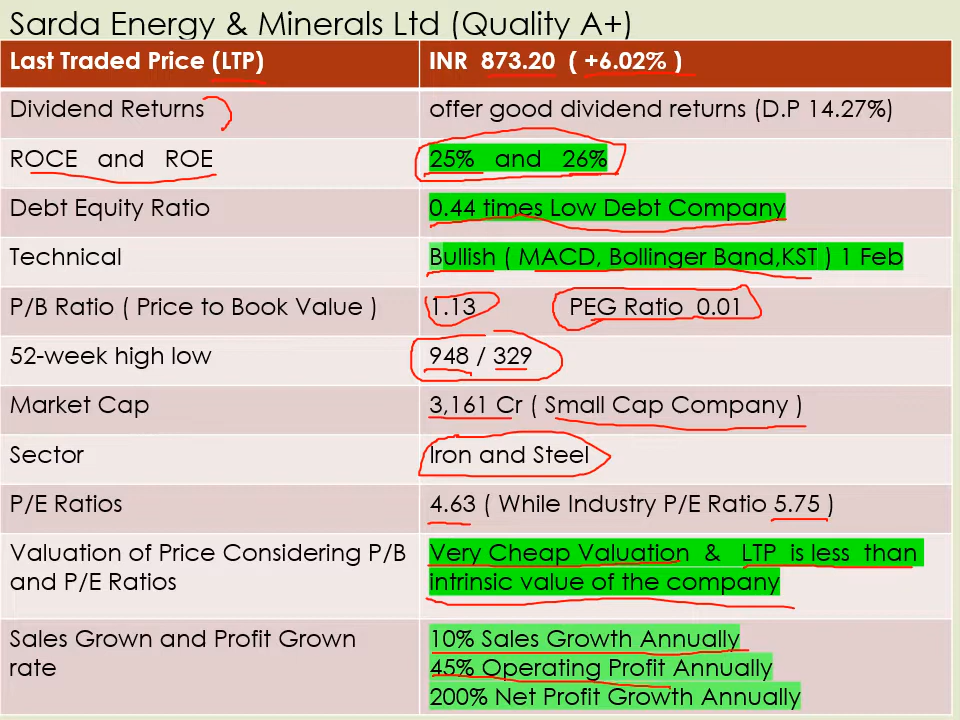 Sarda Energy & Minerals Ltd (Quality A+)
Last Traded Price (LTP) INR 873.20 ( +6.02% )
Dividend Returns offer good dividend returns (D.P 14.27%)
ROCE and ROE 25% and 26%
Debt Equity Ratio 0.44 times Low Debt Company
Technical Bullish ( MACD, Bollinger Band,KST ) 1 Feb
P/B Ratio ( Price to Book Value ) 1.13 PEG Ratio 0.01
52-week high low 948 / 329
Market Cap 3,161 Cr ( Small Cap Company )
Sector Iron and Steel
P/E Ratios 4.63 ( While Industry P/E Ratio 5.75 )
Valuation of Price Considering P/B Very Cheap Valuation & LTP is less than
and P/E Ratios intrinsic value of the company
Sales Grown and Profit Grown 10% Sales Growth Annually
rate 45% Operating Profit Annually
200% Net Profit Growth Annually